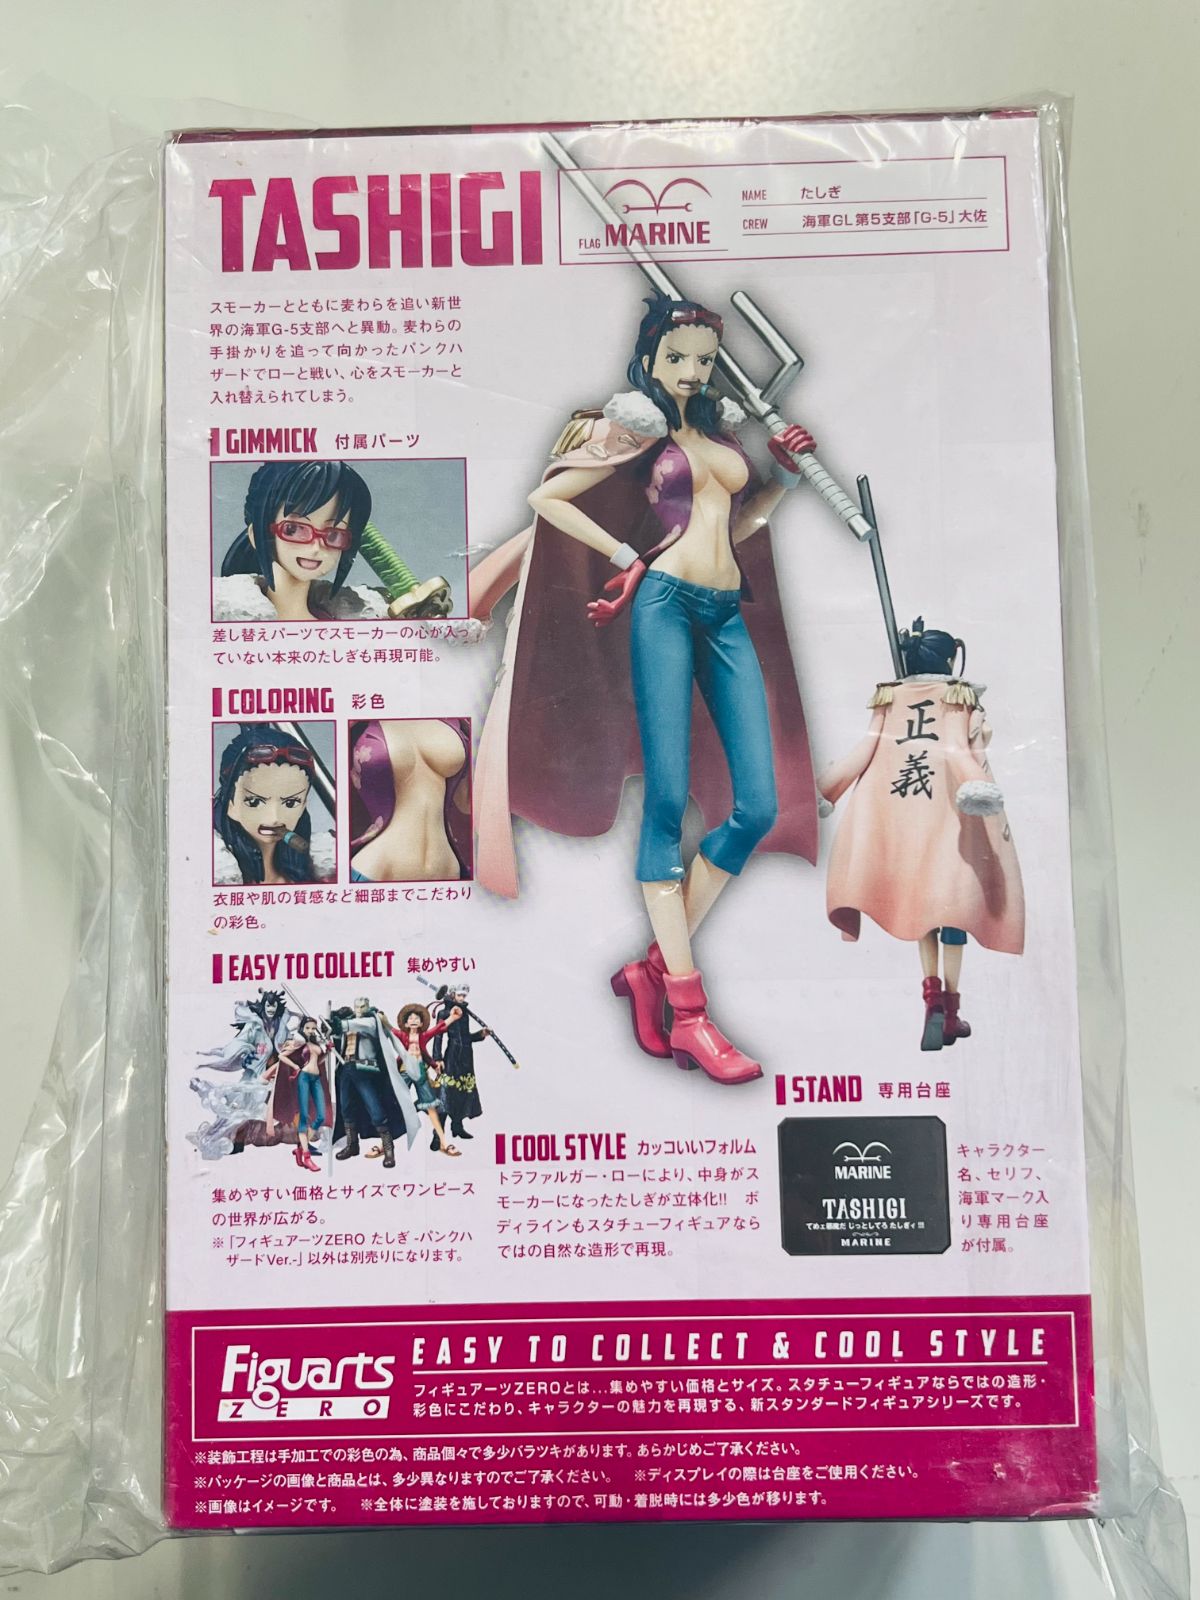 TASHIGI
FLAG MARINE
NAME たしぎ
CREW 海軍GL第5支部「G-5」大佐
スモーカーとともに麦わらを追い新世
界の海軍G-5支部へと異動。麦わらの
手掛かりを追って向かったパンクハ
ザードでローと戦い、心をスモーカーと
入れ替えられてしまう。
GIMMICK 付属パーツ
差し替えパーツでスモーカーの心が入っ
ていない本来のたしぎも再現可能。
COLORING 彩色
衣服や肌の質感など細部までこだわり
の彩色。
EASY TO COLLECT 集めやすい
集めやすい価格とサイズでワンピース
の世界が広がる。
※「フィギュアーツZERO たしぎ -パンクハ
ザードVer.-」以外は別売りになります。
正義
COOL STYLE カッコいいフォルム
トラファルガー・ローにより、中身がス
モーカーになったたしぎが立体化!! ボ
ディラインもスタチューフィギュアなら
ではの自然な造形で再現。
STAND 専用台座
MARINE
TASHIGI
てめェ邪魔だ じっとしてろ たしぎィ!!!
MARINE
キャラクター
名、セリフ、
海軍マーク入
り専用台座
が付属。
Figuarts
ZERO
EASY TO COLLECT & COOL STYLE
フィギュアーツZEROとは...集めやすい価格とサイズ。スタチューフィギュアならではの造形・
彩色にこだわり、キャラクターの魅力を再現する、新スタンダードフィギュアシリーズです。
※装飾工程は手加工での彩色の為、商品個々で多少バラツキがあります。あらかじめご了承ください。
※パッケージの画像と商品とは、多少異なりますのでご了承ください。 ※ディスプレイの際は台座をご使用ください。
※画像はイメージです。 ※全体に塗装を施しておりますので、可動・着脱時には多少色が移ります。